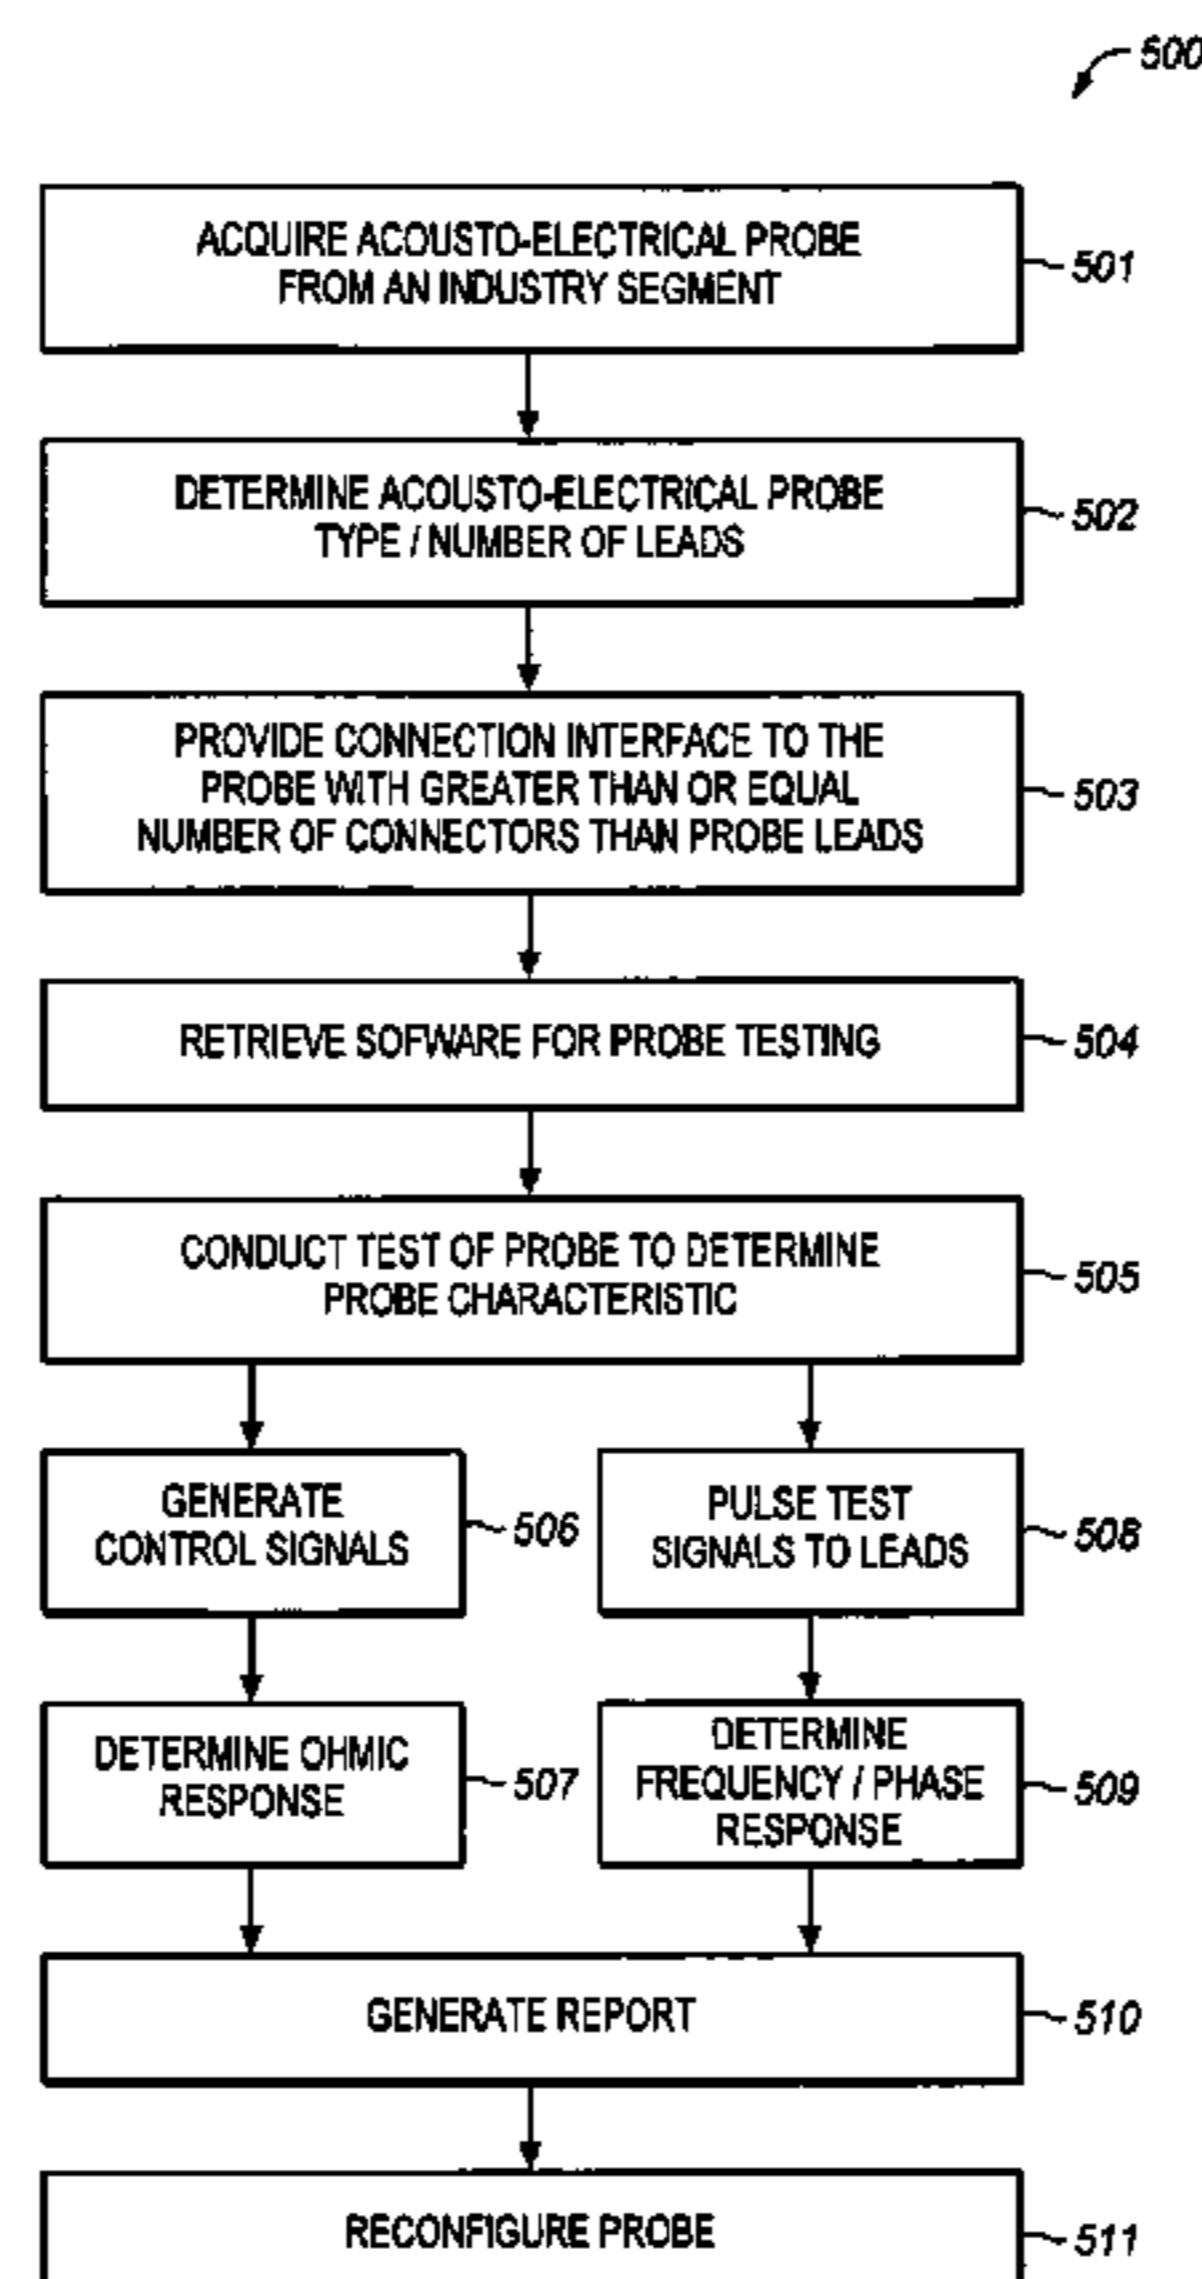 500
ACQUIRE ACOUSTO-ELECTRICAL PROBE
FROM AN INDUSTRY SEGMENT
501
DETERMINE ACOUSTO-ELECTRICAL PROBE
TYPE / NUMBER OF LEADS
502
PROVIDE CONNECTION INTERFACE TO THE
PROBE WITH GREATER THAN OR EQUAL
NUMBER OF CONNECTORS THAN PROBE LEADS
503
RETRIEVE SOFWARE FOR PROBE TESTING
504
CONDUCT TEST OF PROBE TO DETERMINE
PROBE CHARACTERISTIC
505
GENERATE
CONTROL SIGNALS
506
PULSE TEST
SIGNALS TO LEADS
508
DETERMINE OHMIC
RESPONSE
507
DETERMINE
FREQUENCY / PHASE
RESPONSE
509
GENERATE REPORT
510
RECONFIGURE PROBE
511